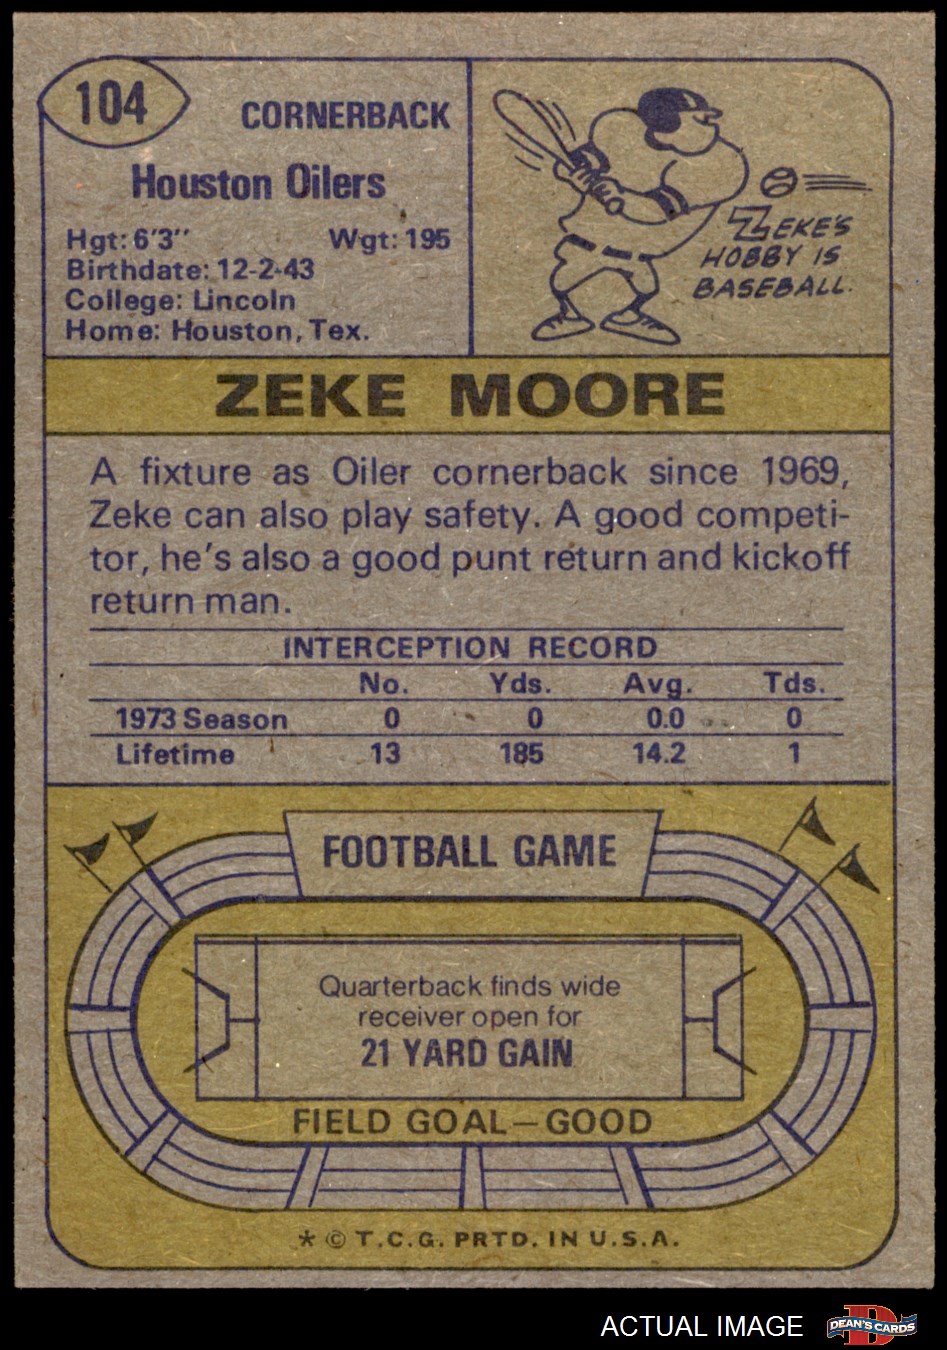 104
CORNERBACK
Houston Oilers
Hgt: 6'3" Wgt: 195
Birthdate: 12-2-43
College: Lincoln
Home: Houston, Tex.
ZEKE'S
HOBBY IS
BASEBALL.
ZEKE MOORE
A fixture as Oiler cornerback since 1969,
Zeke can also play safety. A good competi-
tor, he's also a good punt return and kickoff
return man.
INTERCEPTION RECORD
No. Yds. Avg. Tds.
1973 Season 0 0 0.0 0
Lifetime 13 185 14.2 1
FOOTBALL GAME
Quarterback finds wide
receiver open for
21 YARD GAIN
FIELD GOAL—GOOD
* © T.C.G. PRTD. IN U.S.A.
ACTUAL IMAGE
D
DEAN'S CARDS